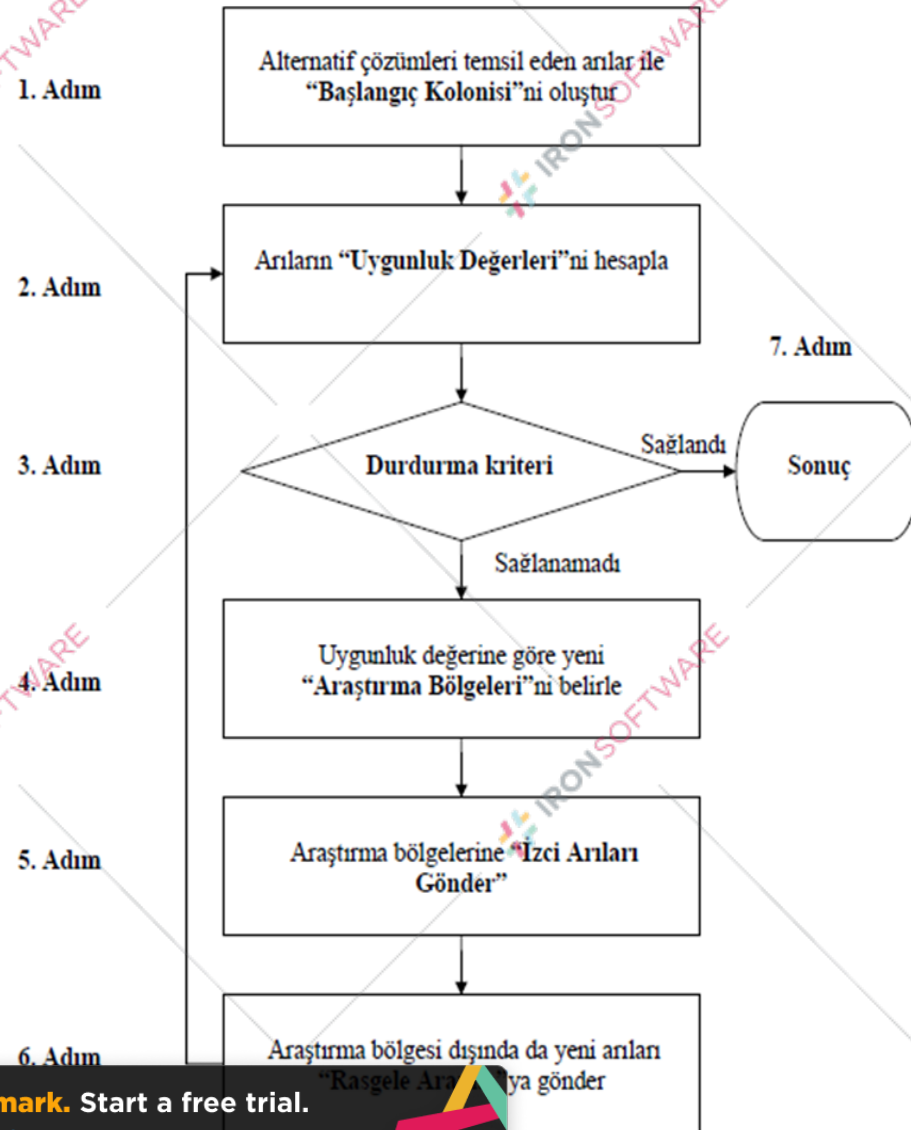 1. Adım
Alternatif çözümleri temsil eden arılar ile
“Başlangıç Kolonisi”ni oluştur
2. Adım
Arıların “Uygunluk Değerleri”ni hesapla
3. Adım
Durdurma kriteri
Sağlandı
7. Adım
Sonuç
Sağlanamadı
4. Adım
Uygunluk değerine göre yeni
“Araştırma Bölgeleri”ni belirle
5. Adım
Araştırma bölgelerine “İzci Arıları
Gönder”
6. Adım
Araştırma bölgesi dışında da yeni arıları
“Rasgele ya gönder
mark. Start a free trial.
TWARE
IRONSOFTWARE
TWARE
IRONSOFTWARE